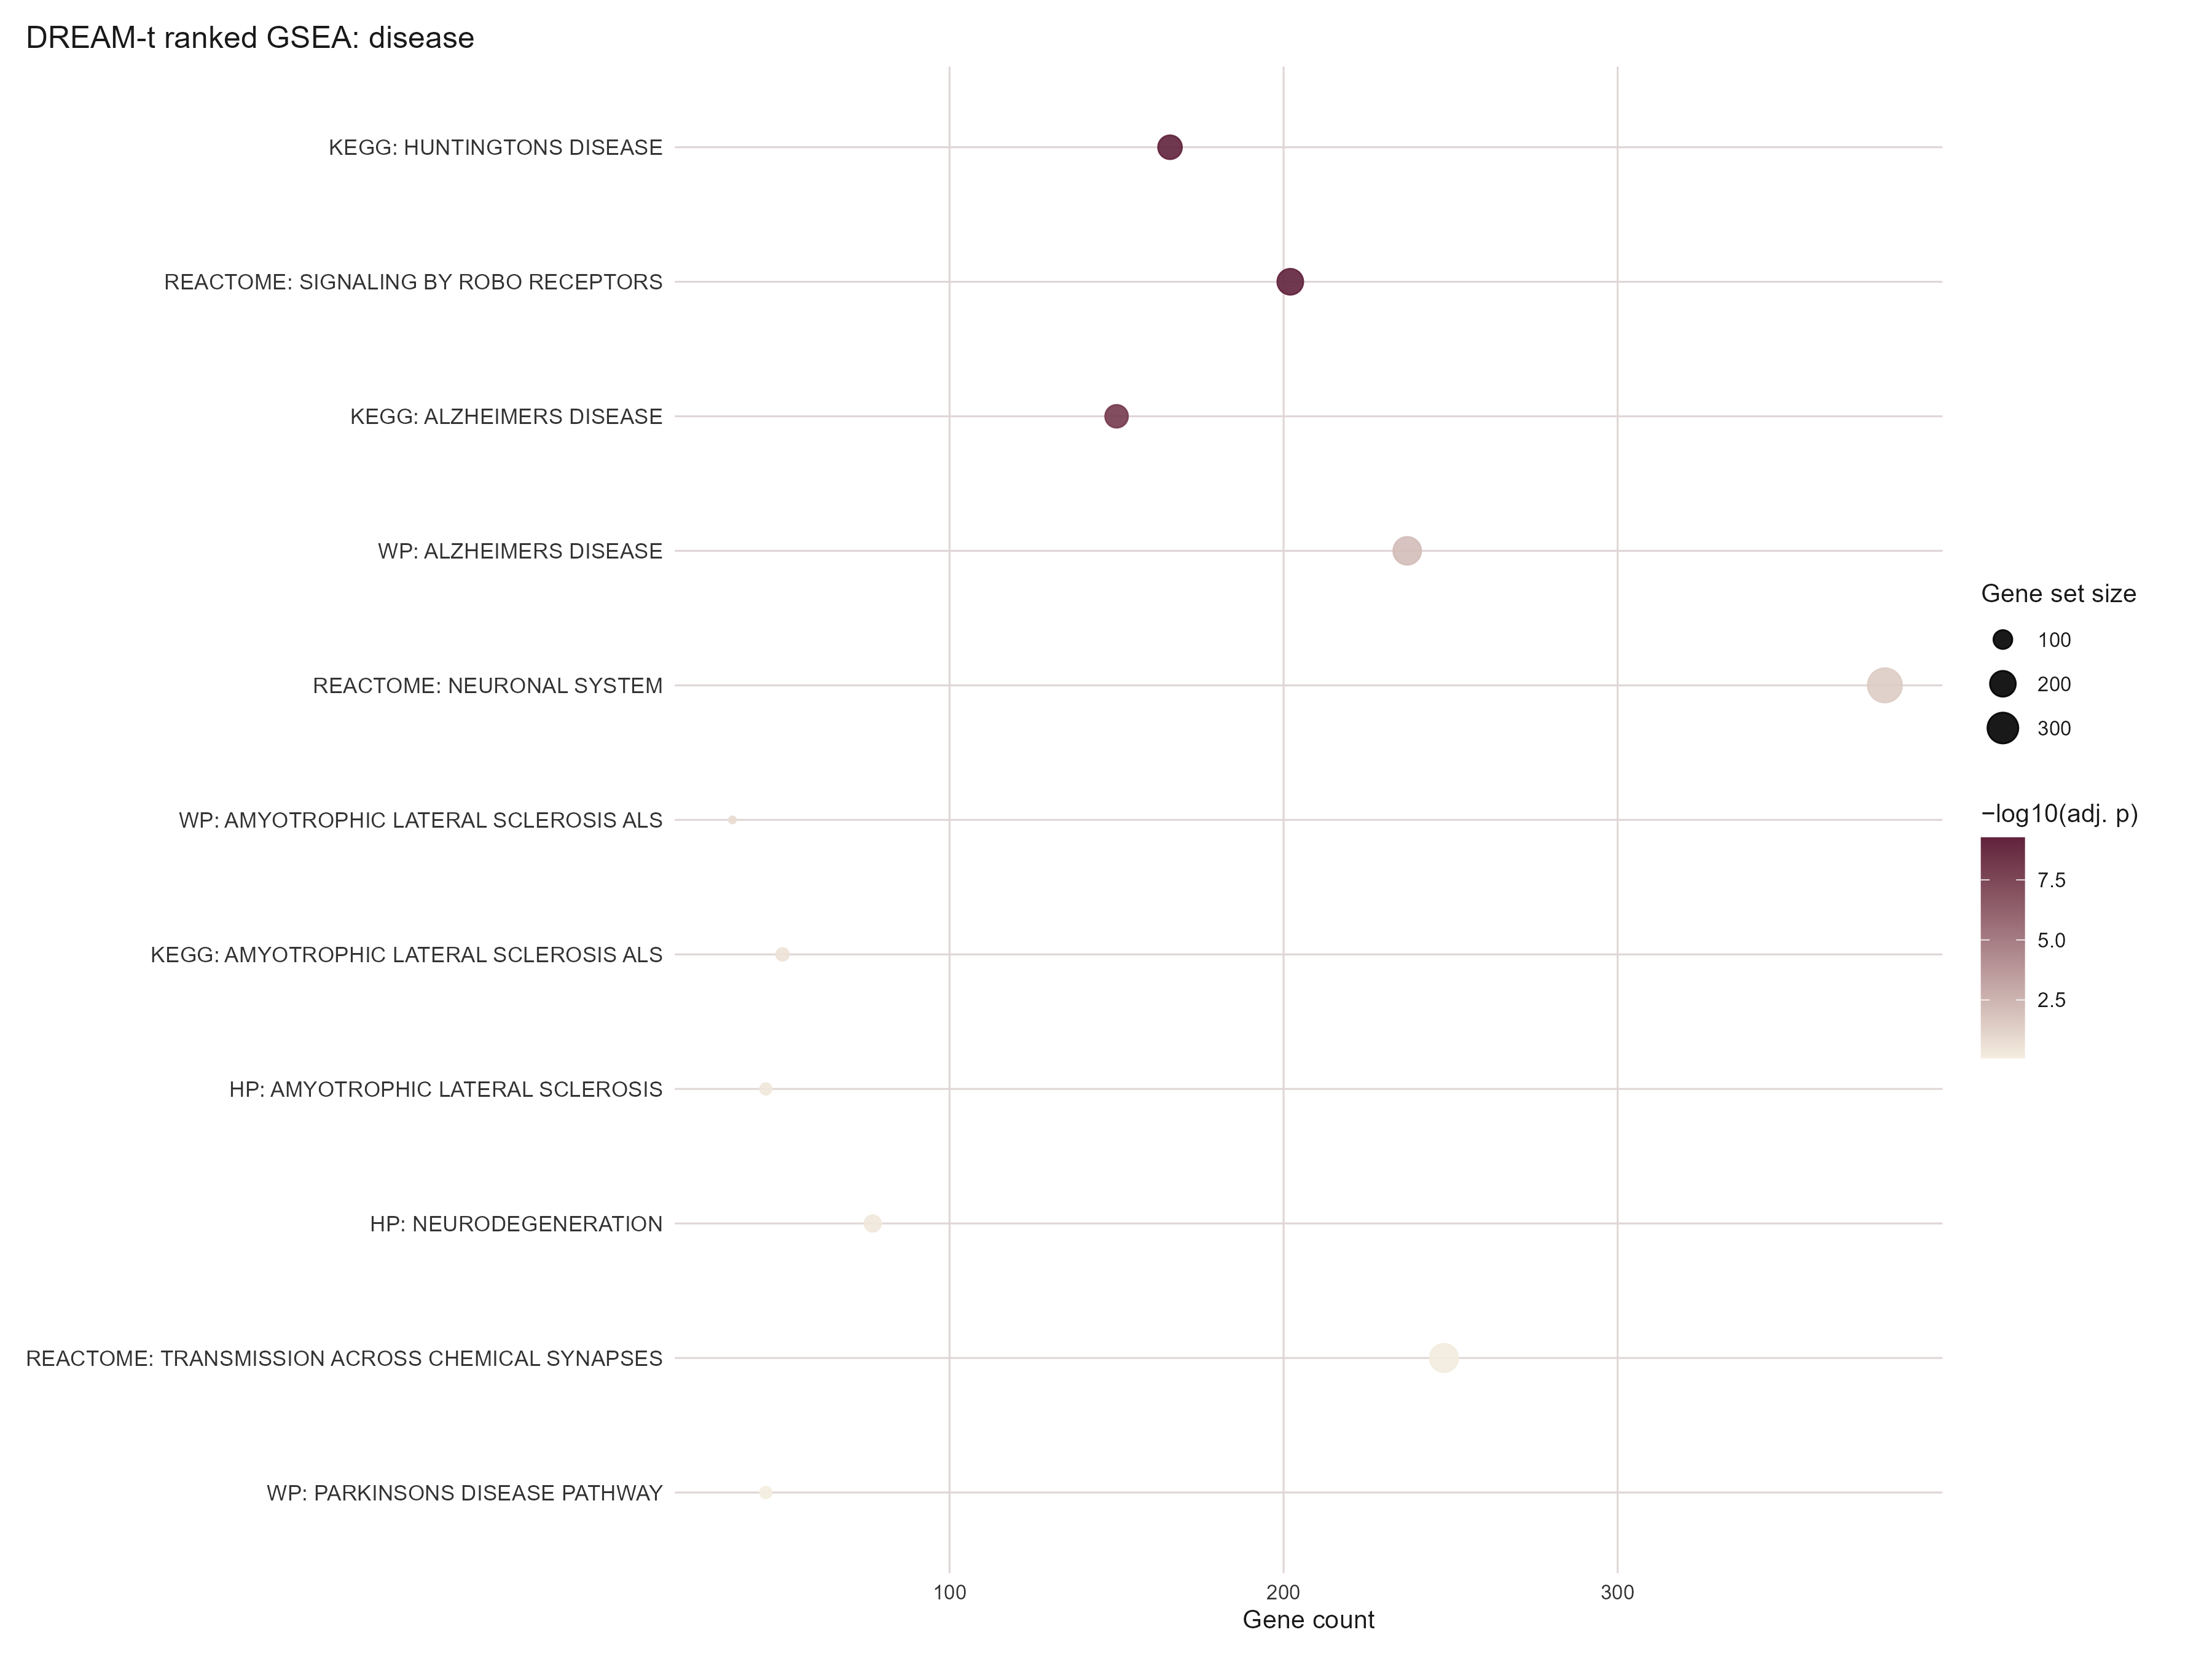 DREAM-t ranked GSEA: disease
KEGG: HUNTINGTONS DISEASE
REACTOME: SIGNALING BY ROBO RECEPTORS
KEGG: ALZHEIMERS DISEASE
WP: ALZHEIMERS DISEASE
REACTOME: NEURONAL SYSTEM
WP: AMYOTROPHIC LATERAL SCLEROSIS ALS
KEGG: AMYOTROPHIC LATERAL SCLEROSIS ALS
HP: AMYOTROPHIC LATERAL SCLEROSIS
HP: NEURODEGENERATION
REACTOME: TRANSMISSION ACROSS CHEMICAL SYNAPSES
WP: PARKINSONS DISEASE PATHWAY
100 200 300
Gene count
Gene set size
100
200
300
−log10(adj. p)
7.5
5.0
2.5